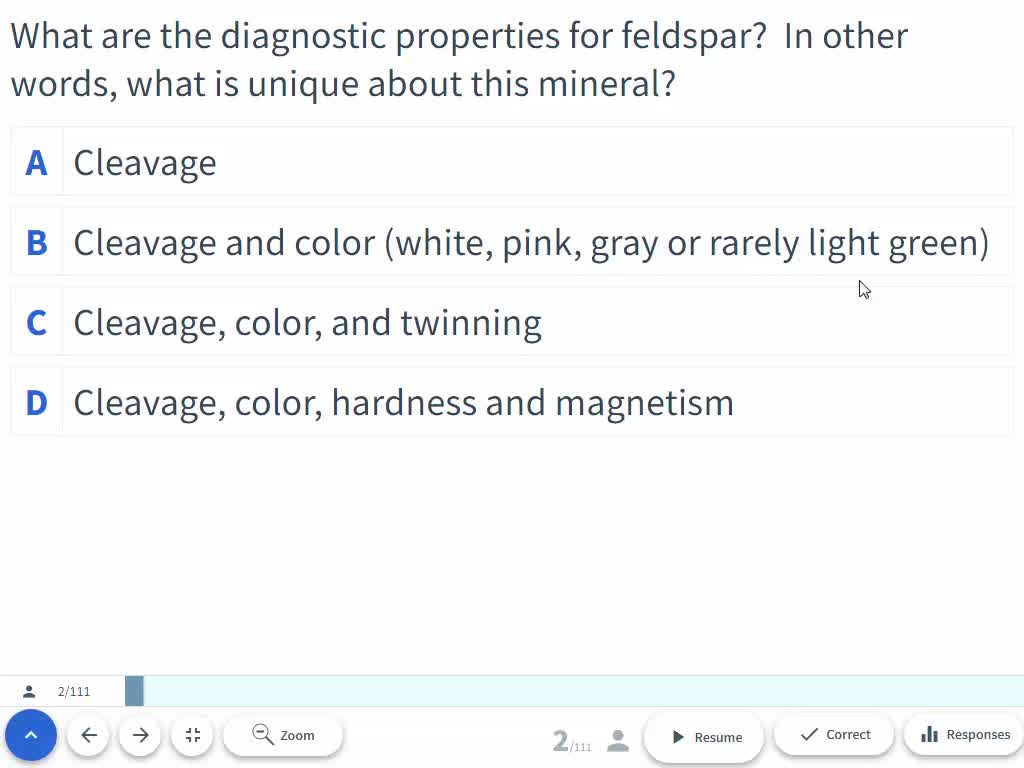 What are the diagnostic properties for feldspar?  In other
words, what is unique about this mineral?
A Cleavage
B Cleavage and color (white, pink, gray or rarely light green)
C Cleavage, color, and twinning
D Cleavage, color, hardness and magnetism
2/111
Zoom
2/111
Resume
Correct
Responses